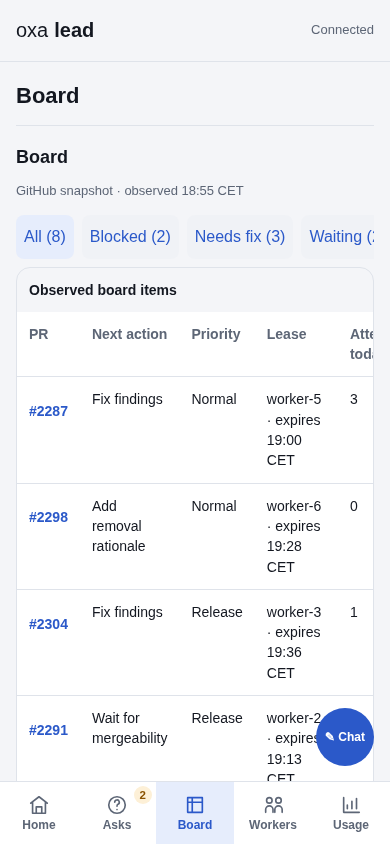 oxa lead
Connected
Board
Board
GitHub snapshot · observed 18:55 CET
All (8) Blocked (2) Needs fix (3) Waiting (
Observed board items
PR Next action Priority Lease
#2287 Fix findings Normal worker-5 · expires 19:00 CET 3
#2298 Add removal rationale Normal worker-6 · expires 19:28 CET 0
#2304 Fix findings Release worker-3 · expires 19:36 CET 1
#2291 Wait for mergeability Release worker-2 · expires 19:13 CET
✎ Chat
2
Home Asks Board Workers Usage